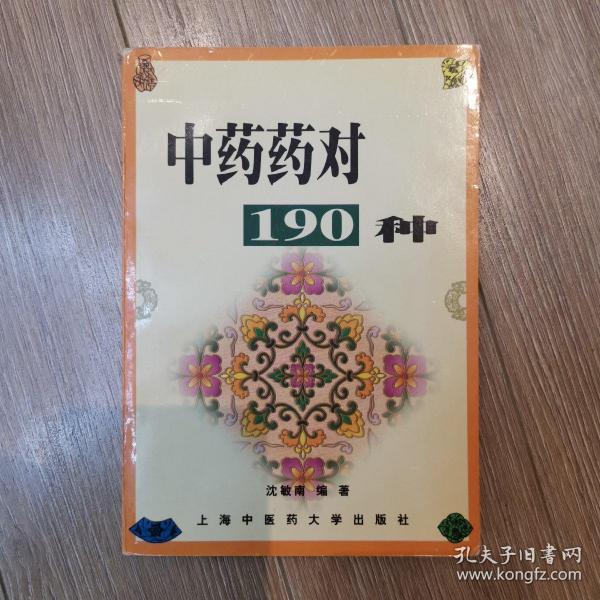 中药药对
190 种
沈敏南 编著
上海中医药大学出版社
孔夫子旧书网
www.kongfz.com